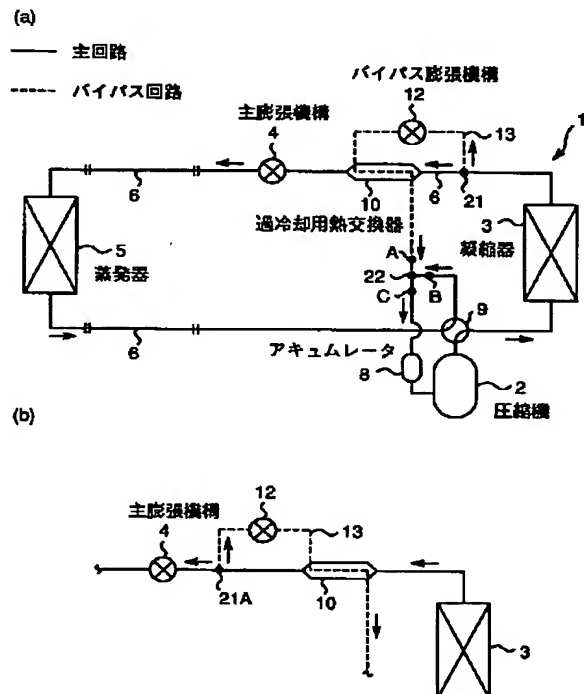 (a)
主回路
バイパス回路
バイパス膨張機構
12
13
主膨張機構
4
1
6
10
6
21
3
過冷却用熱交換器
凝縮器
A
5
蒸発器
22
B
C
9
6
アキュムレータ
8
2
圧縮機
(b)
主膨張機構
12
4
13
21A
10
3